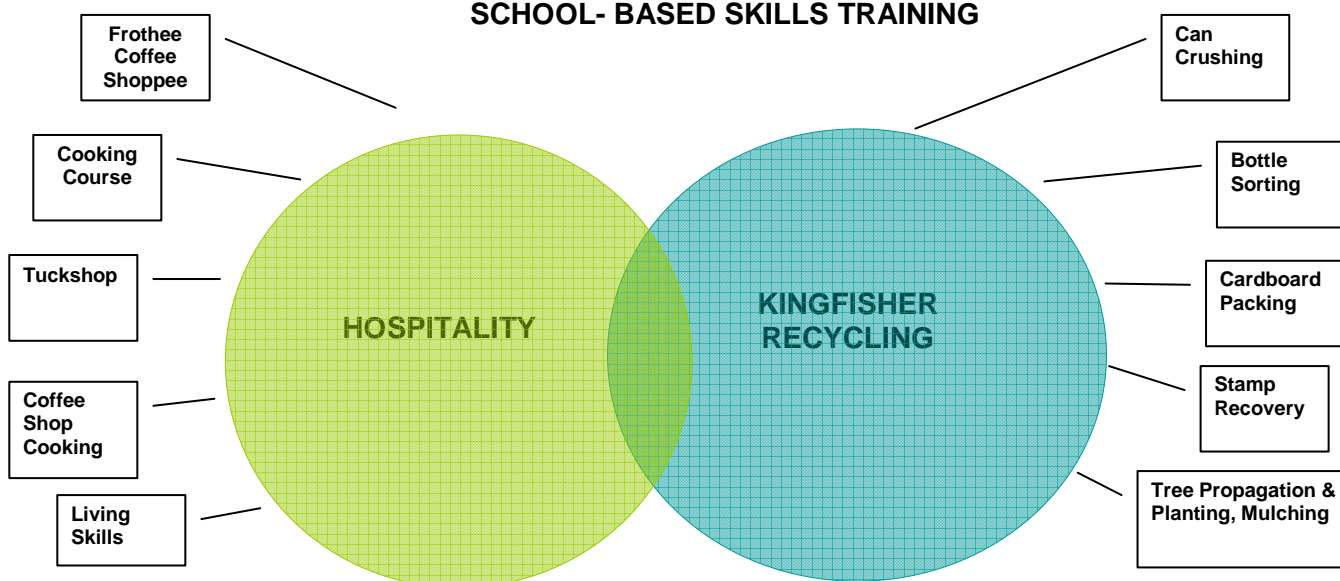 SCHOOL- BASED SKILLS TRAINING
Frothee
Coffee
Shoppee
Cooking
Course
Tuckshop
Coffee
Shop
Cooking
Living
Skills
HOSPITALITY
KINGFISHER
RECYCLING
Can
Crushing
Bottle
Sorting
Cardboard
Packing
Stamp
Recovery
Tree Propagation &
Planting, Mulching